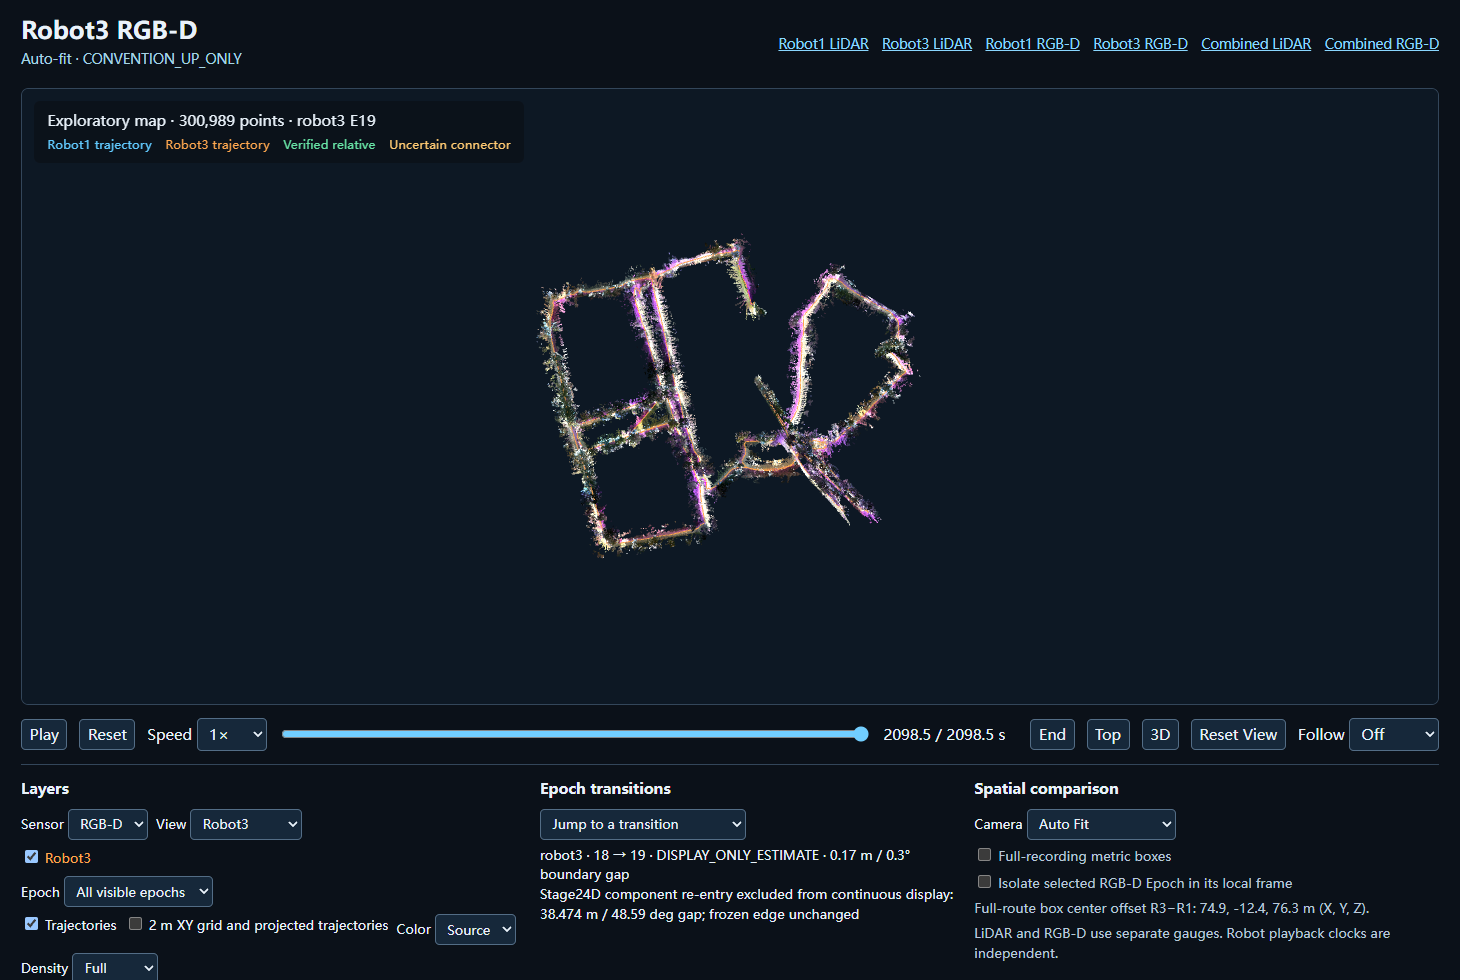 Robot3 RGB-D
Auto-fit · CONVENTION_UP_ONLY
Robot1 LiDAR Robot3 LiDAR Robot1 RGB-D Robot3 RGB-D Combined LiDAR Combined RGB-D
Exploratory map · 300,989 points · robot3 E19
Robot1 trajectory Robot3 trajectory Verified relative Uncertain connector
Play Reset Speed 1× 2098.5 / 2098.5 s End Top 3D Reset View Follow Off
Layers
Sensor RGB-D View Robot3
Robot3
Epoch All visible epochs
Trajectories 2 m XY grid and projected trajectories Color Source
Density Full
Epoch transitions
Jump to a transition
robot3 · 18 → 19 · DISPLAY_ONLY_ESTIMATE · 0.17 m / 0.3°
boundary gap
Stage24D component re-entry excluded from continuous display:
38.474 m / 48.59 deg gap; frozen edge unchanged
Spatial comparison
Camera Auto Fit
Full-recording metric boxes
Isolate selected RGB-D Epoch in its local frame
Full-route box center offset R3−R1: 74.9, -12.4, 76.3 m (X, Y, Z).
LiDAR and RGB-D use separate gauges. Robot playback clocks are
independent.